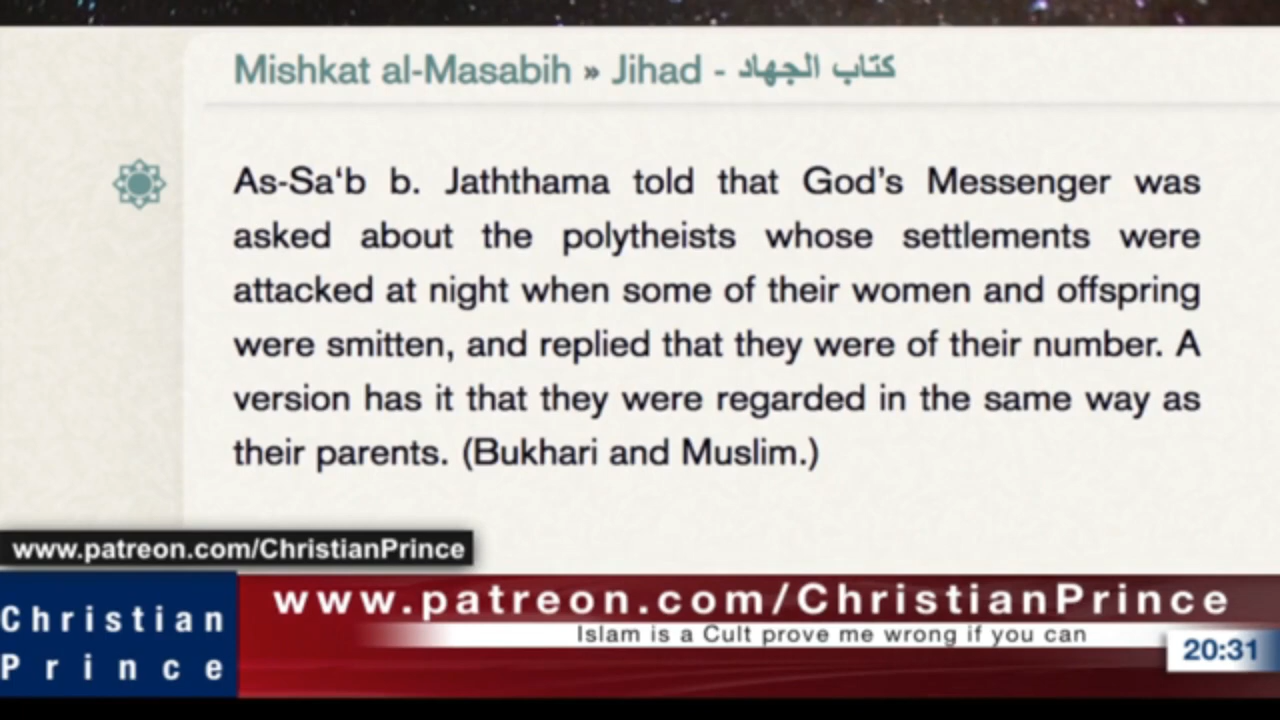 Mishkat al-Masabih » Jihad - كتاب الجهاد
As-Sa‘b b. Jaththama told that God’s Messenger was
asked about the polytheists whose settlements were
attacked at night when some of their women and offspring
were smitten, and replied that they were of their number. A
version has it that they were regarded in the same way as
their parents. (Bukhari and Muslim.)
www.patreon.com/ChristianPrince
Christian
Prince
www.patreon.com/ChristianPrince
Islam is a Cult prove me wrong if you can
20:31